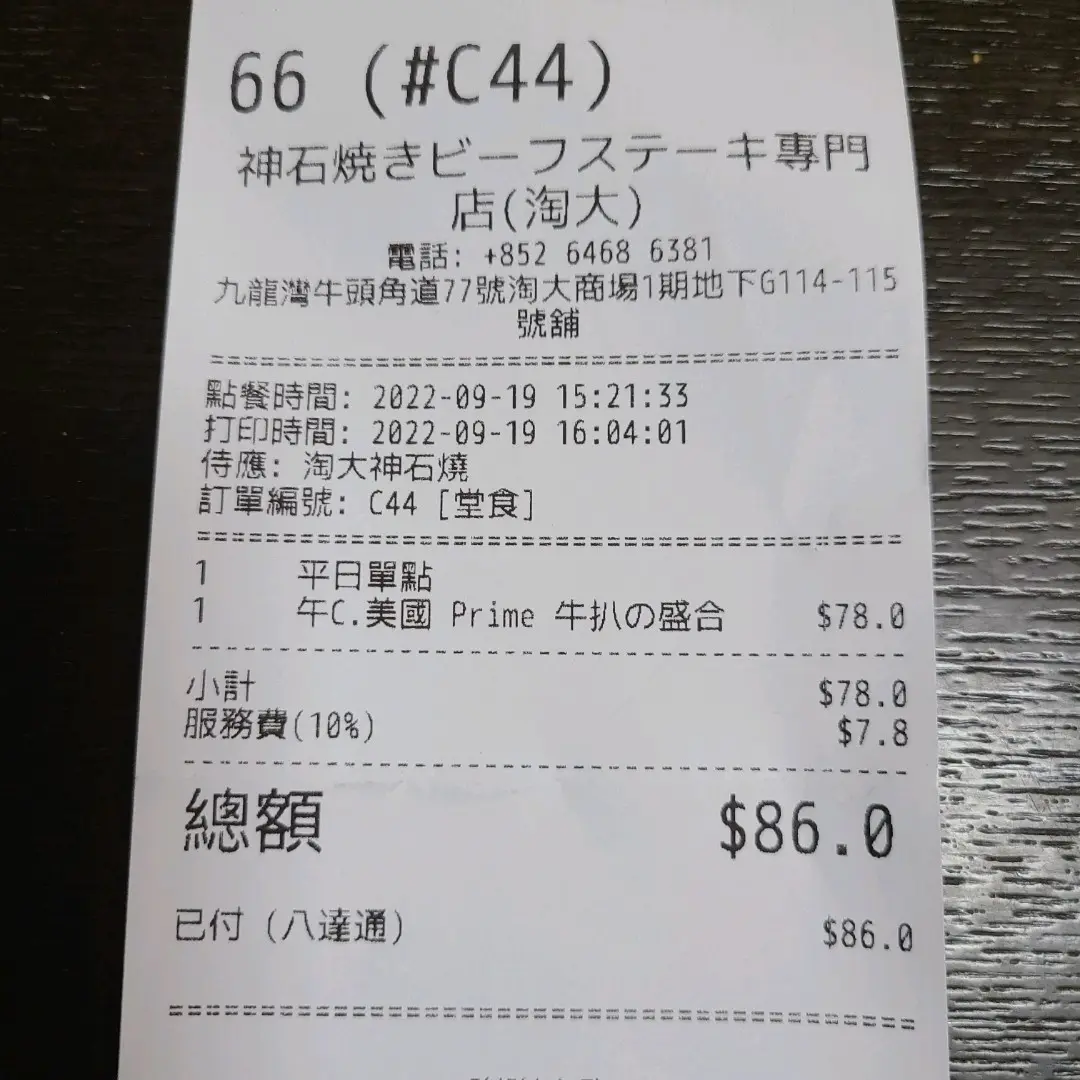 66 (#C44)
神石焼きビーフステーキ專門
店(淘大)
電話: +852 6468 6381
九龍灣牛頭角道77號淘大商場1期地下G114-115
號舖
點餐時間: 2022-09-19 15:21:33
打印時間: 2022-09-19 16:04:01
侍應: 淘大神石燒
訂單編號: C44 [堂食]
1 平日單點
1 午C.美國 Prime 牛扒の盛合 $78.0
小計 $78.0
服務費(10%) $7.8
總額 $86.0
已付 (八達通) $86.0